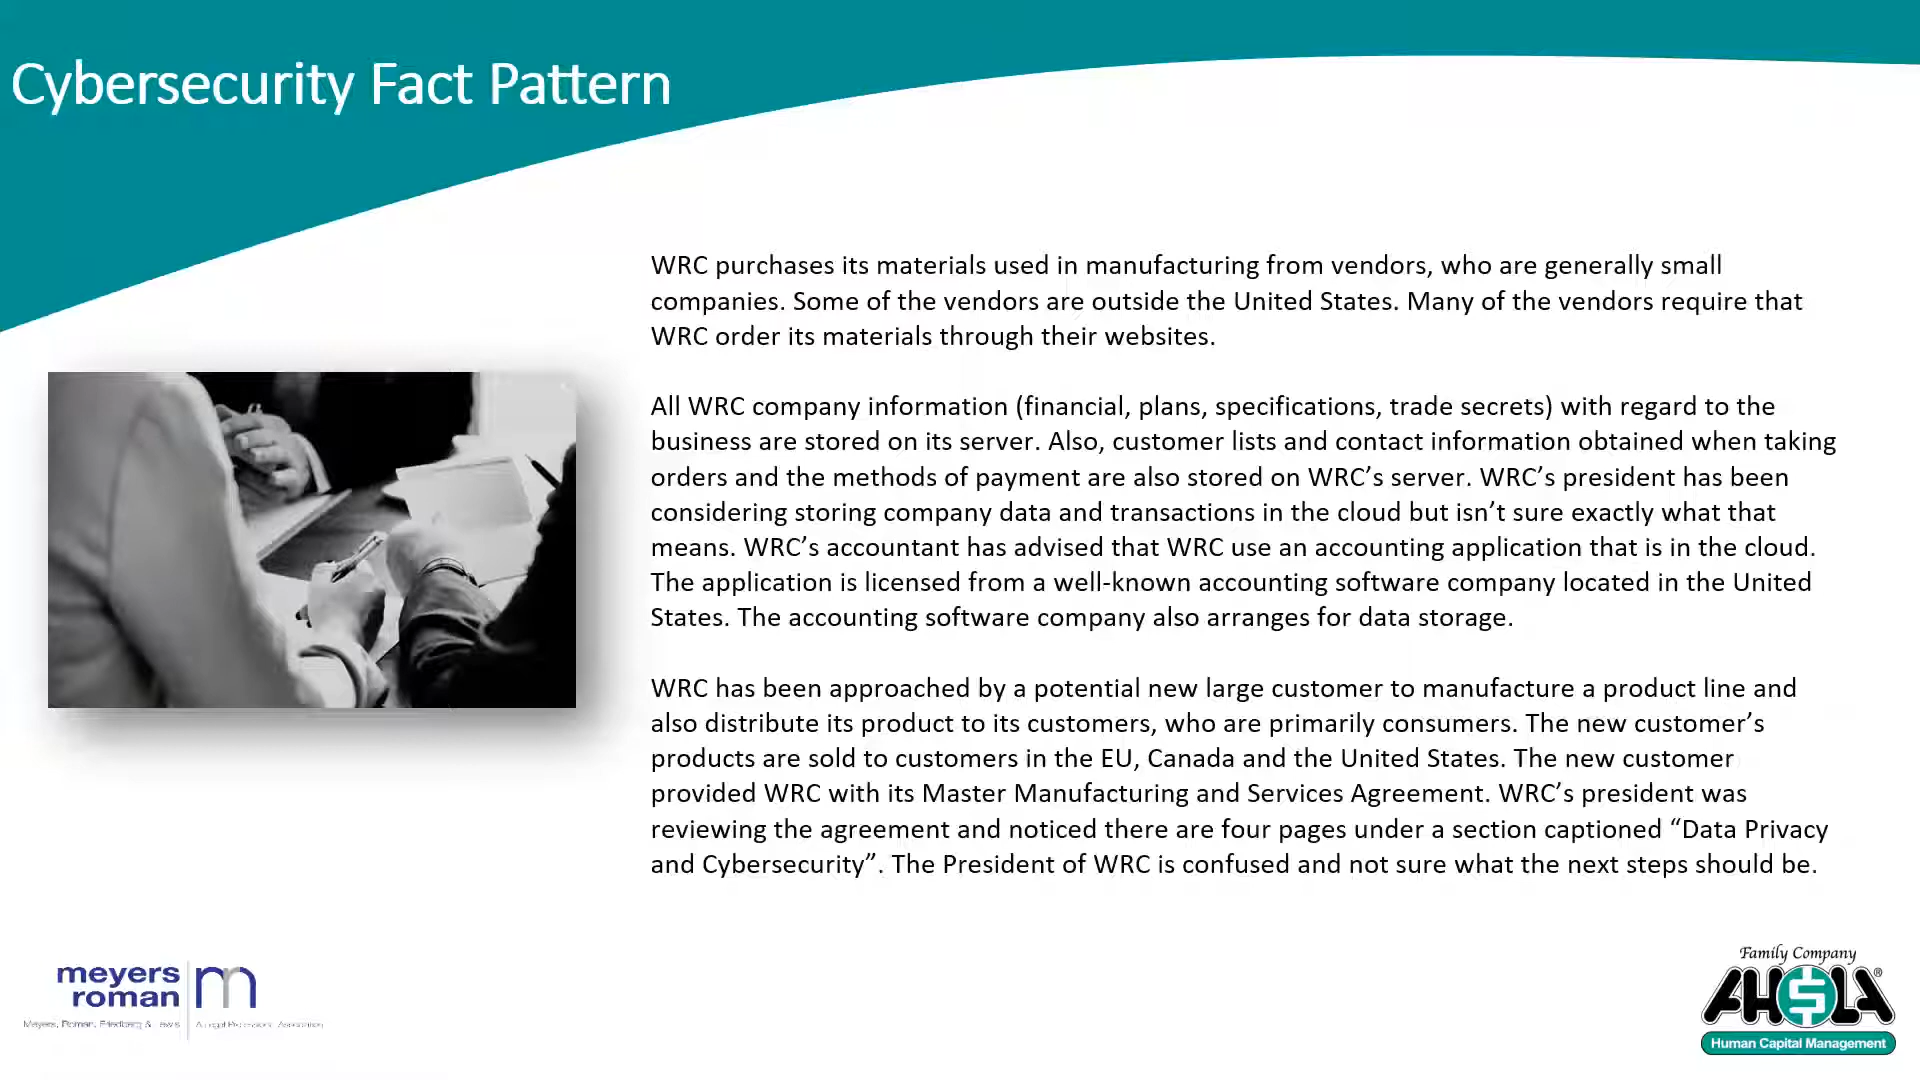 Cybersecurity Fact Pattern
WRC purchases its materials used in manufacturing from vendors, who are generally small
companies. Some of the vendors are outside the United States. Many of the vendors require that
WRC order its materials through their websites.
All WRC company information (financial, plans, specifications, trade secrets) with regard to the
business are stored on its server. Also, customer lists and contact information obtained when taking
orders and the methods of payment are also stored on WRC’s server. WRC’s president has been
considering storing company data and transactions in the cloud but isn’t sure exactly what that
means. WRC’s accountant has advised that WRC use an accounting application that is in the cloud.
The application is licensed from a well-known accounting software company located in the United
States. The accounting software company also arranges for data storage.
WRC has been approached by a potential new large customer to manufacture a product line and
also distribute its product to its customers, who are primarily consumers. The new customer’s
products are sold to customers in the EU, Canada and the United States. The new customer
provided WRC with its Master Manufacturing and Services Agreement. WRC’s president was
reviewing the agreement and noticed there are four pages under a section captioned “Data Privacy
and Cybersecurity”. The President of WRC is confused and not sure what the next steps should be.
meyers
roman
m
Meyers, Roman, Friedberg & Lewis
Family Company
AHOLA®
Human Capital Management